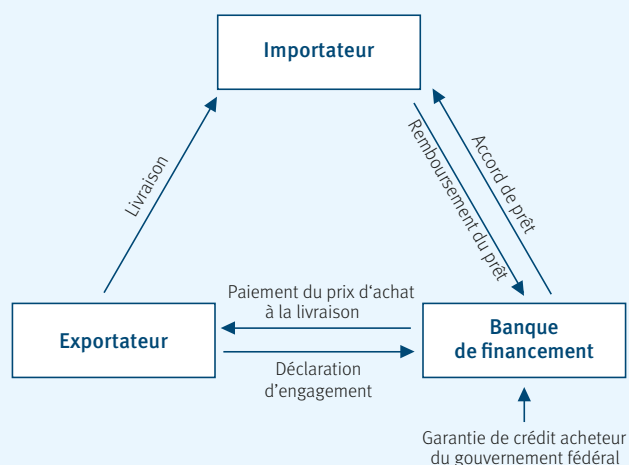 Importateur
Livraison
Remboursement du prêt
Accord de prêt
Paiement du prix d‘achat
à la livraison
Exportateur
Banque
de financement
Déclaration
d’engagement
Garantie de crédit acheteur
du gouvernement fédéral